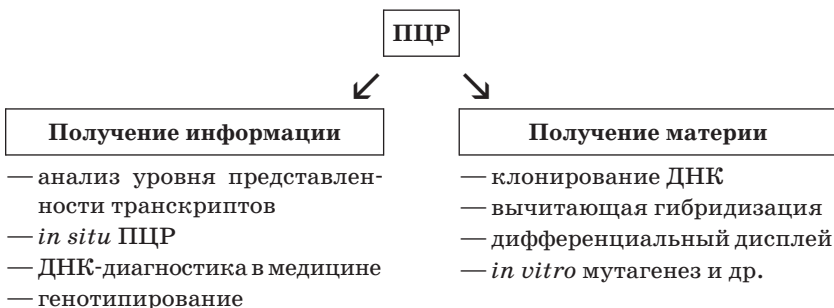 ПЦР
Получение информации
— анализ уровня представлен-
ности транскриптов
— in situ ПЦР
— ДНК-диагностика в медицине
— генотипирование
Получение материи
— клонирование ДНК
— вычитающая гибридизация
— дифференциальный дисплей
— in vitro мутагенез и др.